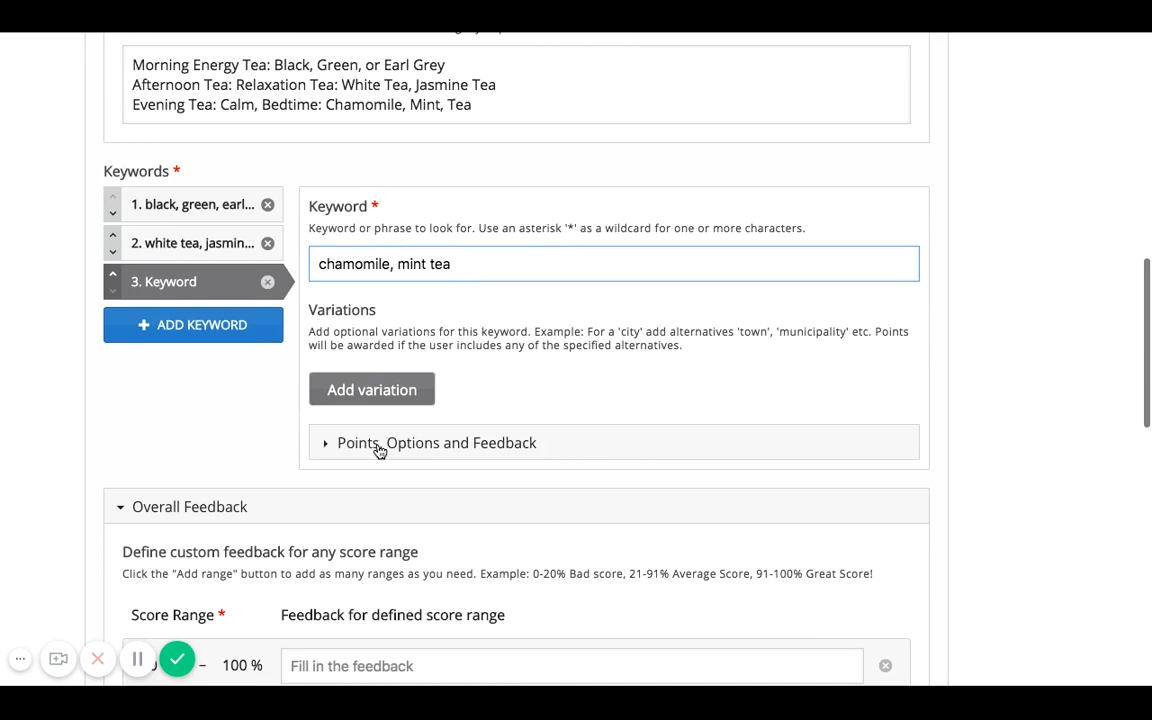 Morning Energy Tea: Black, Green, or Earl Grey
Afternoon Tea: Relaxation Tea: White Tea, Jasmine Tea
Evening Tea: Calm, Bedtime: Chamomile, Mint, Tea
Keywords *
1. black, green, earl...
2. white tea, jasmin...
3. Keyword
+ ADD KEYWORD
Keyword *
Keyword or phrase to look for. Use an asterisk '*' as a wildcard for one or more characters.
chamomile, mint tea
Variations
Add optional variations for this keyword. Example: For a 'city' add alternatives 'town', 'municipality' etc. Points
will be awarded if the user includes any of the specified alternatives.
Add variation
Points, Options and Feedback
Overall Feedback
Define custom feedback for any score range
Click the "Add range" button to add as many ranges as you need. Example: 0-20% Bad score, 21-91% Average Score, 91-100% Great Score!
Score Range *
Feedback for defined score range
– 100 %
Fill in the feedback